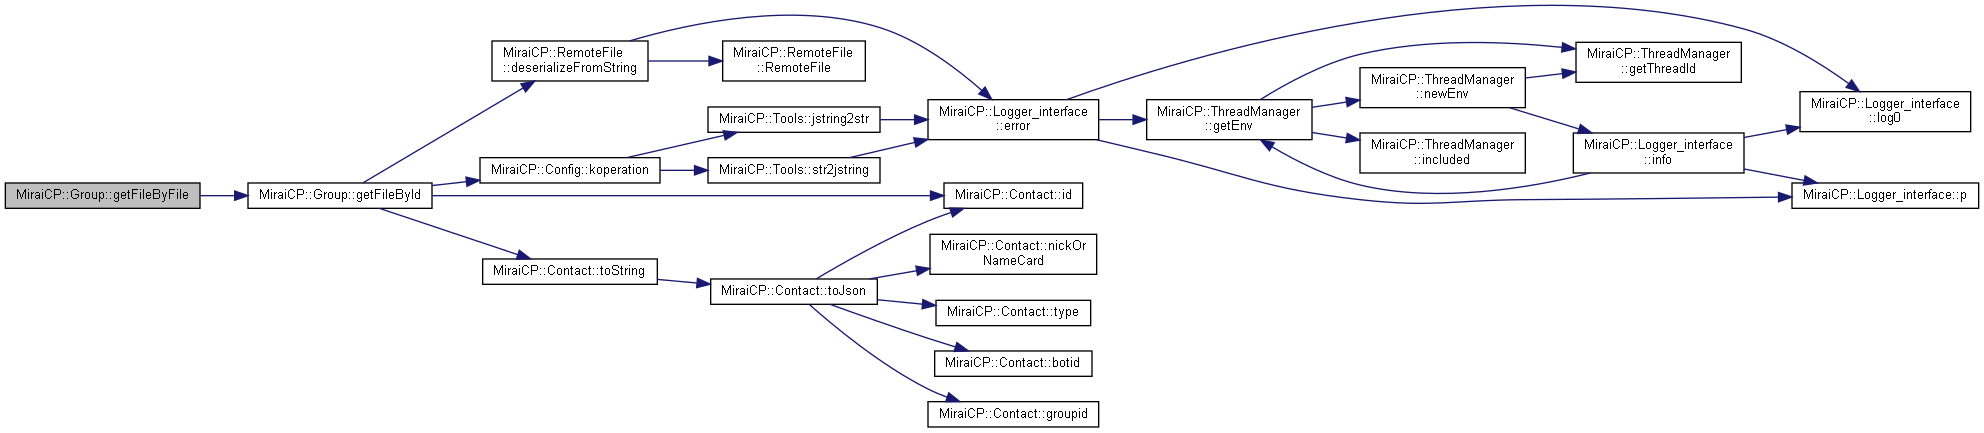 MiraiCP::Group::getFileByFile
MiraiCP::Group::getFileById
MiraiCP::RemoteFile
::deserializeFromString
MiraiCP::RemoteFile
::RemoteFile
MiraiCP::Config::koperation
MiraiCP::Tools::jstring2str
MiraiCP::Tools::str2jstring
MiraiCP::Logger_interface
::error
MiraiCP::ThreadManager
::getEnv
MiraiCP::ThreadManager
::newEnv
MiraiCP::ThreadManager
::included
MiraiCP::ThreadManager
::getThreadId
MiraiCP::Logger_interface
::info
MiraiCP::Logger_interface
::log0
MiraiCP::Logger_interface::p
MiraiCP::Contact::id
MiraiCP::Contact::toString
MiraiCP::Contact::toJson
MiraiCP::Contact::nickOr
NameCard
MiraiCP::Contact::type
MiraiCP::Contact::botid
MiraiCP::Contact::groupid